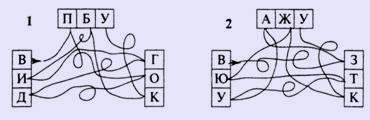 1 П Б У
В Г
И О
Д К
2 А Ж У
В З
Ю Т
У К